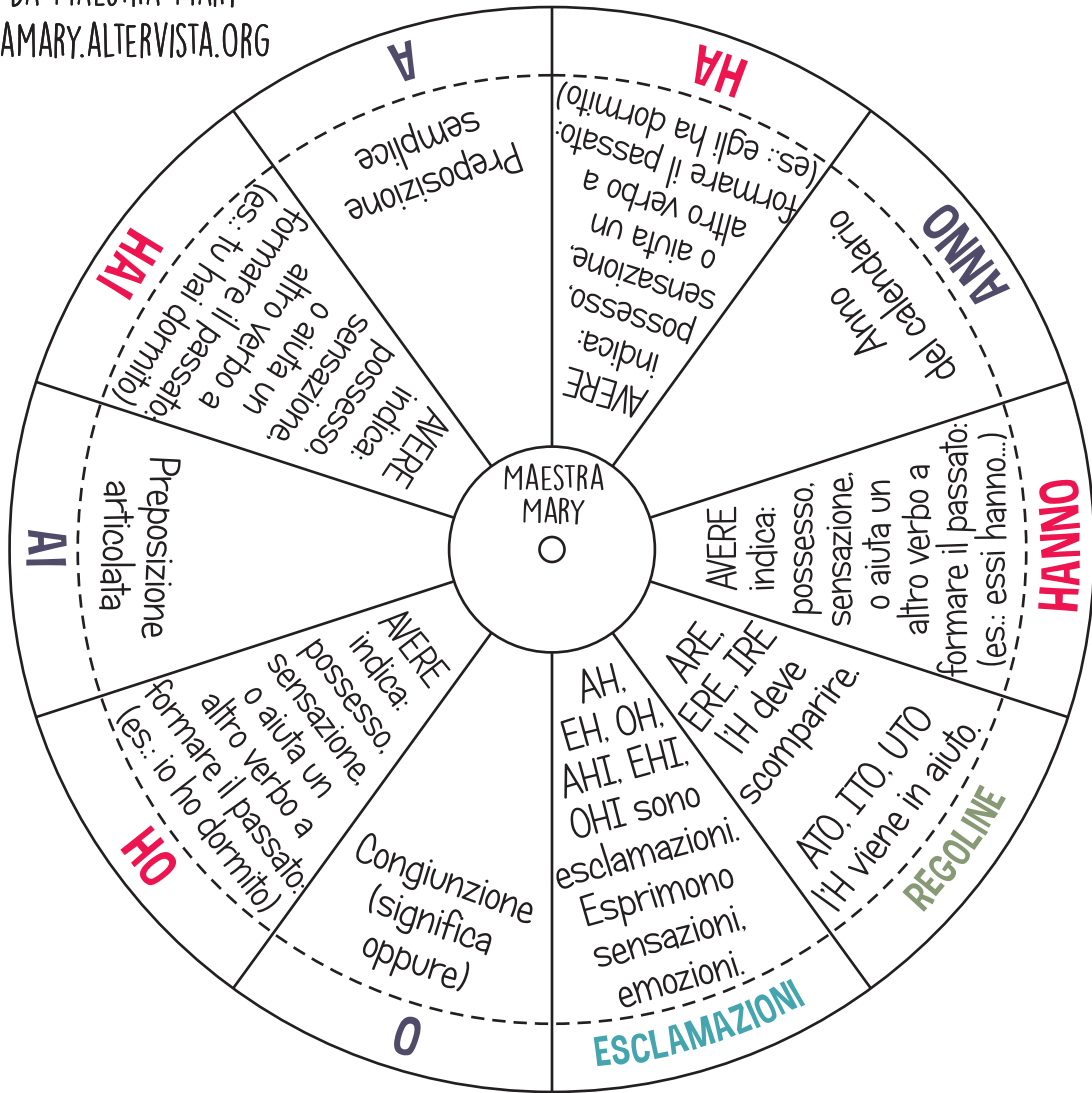 DA MAESTRA MARY
AMARY.ALTERVISTA.ORG
MAESTRA
MARY
HA
AVERE
indica:
possesso,
sensazione,
o aiuta un
altro verbo a
formare il passato:
(es.: egli ha dormito)
ANNO
Anno
del calendario
HANNO
AVERE
indica:
possesso,
sensazione,
o aiuta un
altro verbo a
formare il passato:
(es.: essi hanno...)
REGOLINE
ARE,
ERE, IRE
l'H deve
scomparire.
ATO, ITO, UTO
l'H viene in aiuto.
ESCLAMAZIONI
AH,
EH, OH,
AHI, EHI,
OHI sono
esclamazioni.
Esprimono
sensazioni,
emozioni.
O
Congiunzione
(significa
oppure)
HO
AVERE
indica:
possesso,
sensazione,
o aiuta un
altro verbo a
formare il passato:
(es.: io ho dormito)
AI
Preposizione
articolata
HAI
AVERE
indica:
possesso,
sensazione,
o aiuta un
altro verbo a
formare il passato:
(es.: tu hai dormito)
A
Preposizione
semplice